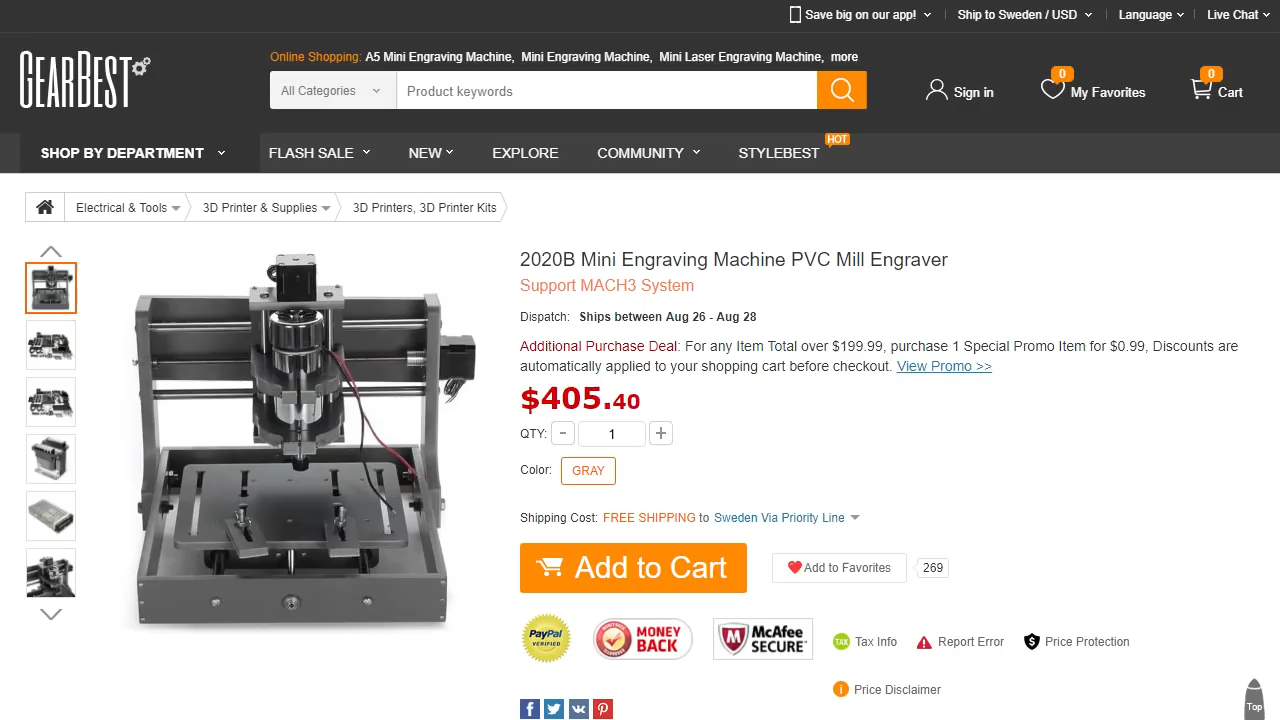 Save big on our app!
Ship to Sweden / USD
Language
Live Chat
GEARBEST
Online Shopping: A5 Mini Engraving Machine, Mini Engraving Machine, Mini Laser Engraving Machine, more
All Categories
Product keywords
Sign in
0
My Favorites
0
Cart
SHOP BY DEPARTMENT
FLASH SALE
NEW
EXPLORE
COMMUNITY
STYLEBEST
HOT
Electrical & Tools
3D Printer & Supplies
3D Printers, 3D Printer Kits
2020B Mini Engraving Machine PVC Mill Engraver
Support MACH3 System
Dispatch: Ships between Aug 26 - Aug 28
Additional Purchase Deal: For any Item Total over $199.99, purchase 1 Special Promo Item for $0.99, Discounts are
automatically applied to your shopping cart before checkout. View Promo >>
$405.40
QTY: - 1 +
Color: GRAY
Shipping Cost: FREE SHIPPING to Sweden Via Priority Line
Add to Cart
Add to Favorites
269
PayPal
VERIFIED
MONEY
BACK
McAfee
SECURE
TAX
Tax Info
Report Error
$
Price Protection
i
Price Disclaimer
Top